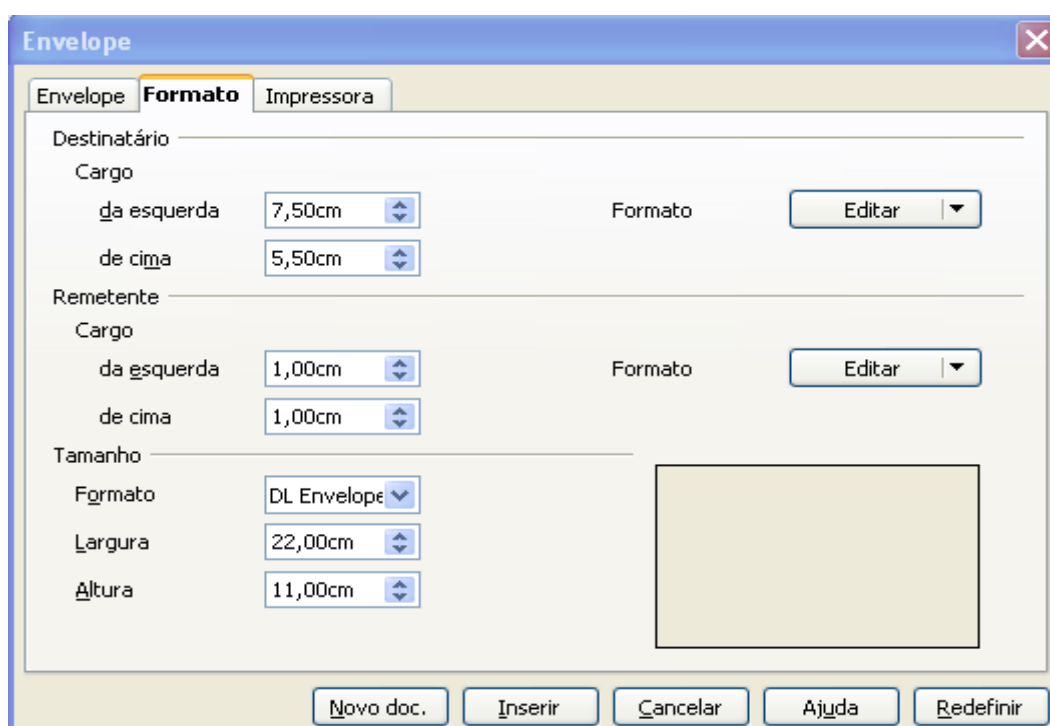 Envelope
Envelope Formato Impressora
Destinatário
Cargo
da esquerda 7,50cm Formato Editar
de cima 5,50cm
Remetente
Cargo
da esquerda 1,00cm Formato Editar
de cima 1,00cm
Tamanho
Formato DL Envelope
Largura 22,00cm
Altura 11,00cm
Novo doc. Inserir Cancelar Ajuda Redefinir